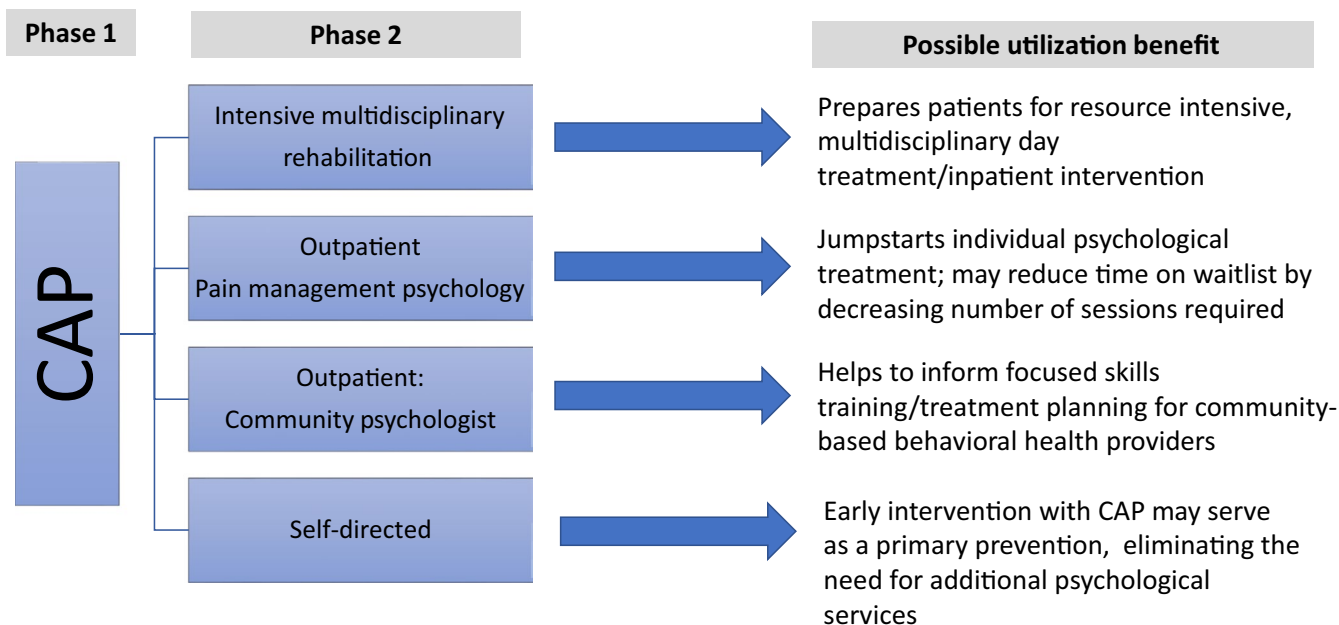 Phase 1
Phase 2
Possible utilization benefit
CAP
Intensive multidisciplinary
rehabilitation
Prepares patients for resource intensive,
multidisciplinary day
treatment/inpatient intervention
Outpatient
Pain management psychology
Jumpstarts individual psychological
treatment; may reduce time on waitlist by
decreasing number of sessions required
Outpatient:
Community psychologist
Helps to inform focused skills
training/treatment planning for community-
based behavioral health providers
Self-directed
Early intervention with CAP may serve
as a primary prevention, eliminating the
need for additional psychological
services